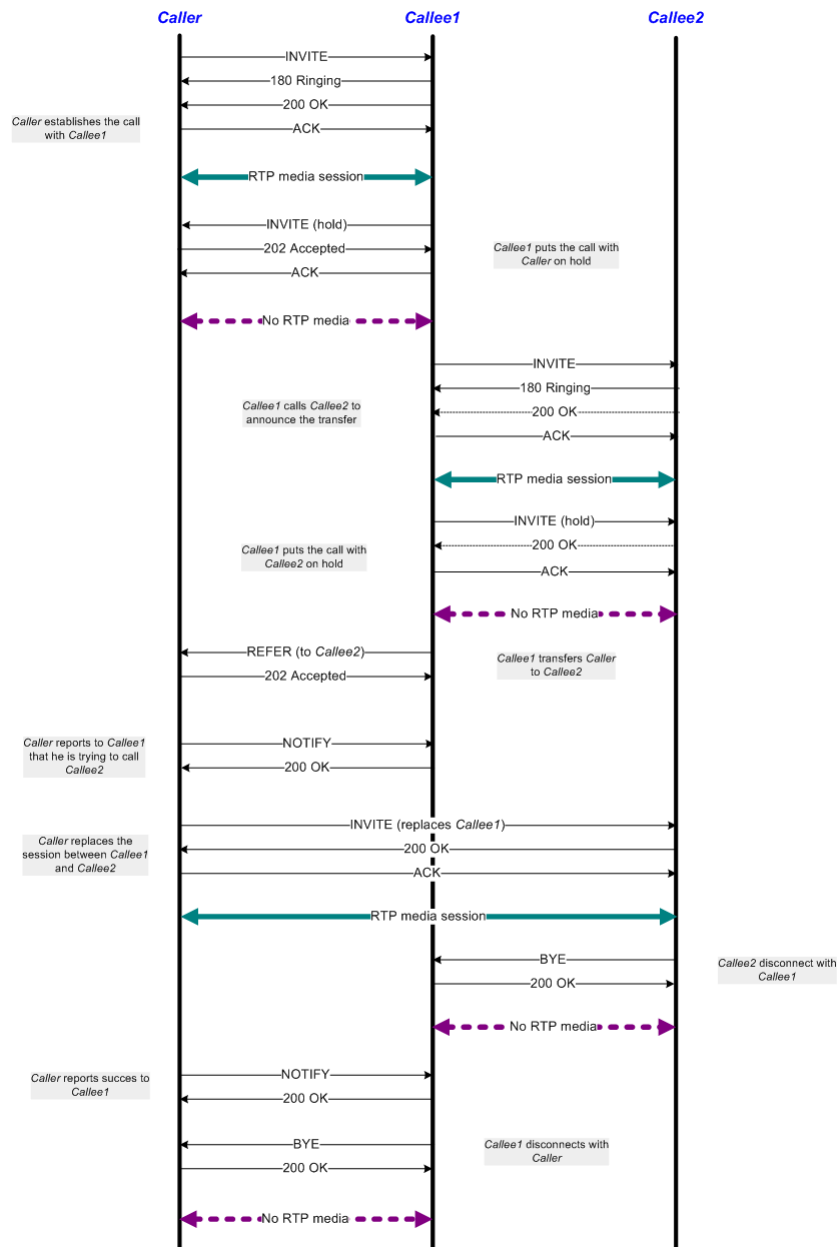 Caller Callee1 Callee2
INVITE
180 Ringing
200 OK
Caller establishes the call
with Callee1
ACK
RTP media session
INVITE (hold)
202 Accepted
ACK
Callee1 puts the call with
Caller on hold
No RTP media
INVITE
180 Ringing
Callee1 calls Callee2 to
announce the transfer
200 OK
ACK
RTP media session
INVITE (hold)
200 OK
Callee1 puts the call with
Callee2 on hold
ACK
No RTP media
REFER (to Callee2)
Callee1 transfers Caller
to Callee2
202 Accepted
Caller reports to Callee1
that he is trying to call
Callee2
NOTIFY
200 OK
INVITE (replaces Callee1)
Caller replaces the
session between Callee1
and Callee2
200 OK
ACK
RTP media session
BYE
Callee2 disconnect with
Callee1
200 OK
No RTP media
Caller reports succes to
Callee1
NOTIFY
200 OK
BYE
Callee1 disconnects with
Caller
200 OK
No RTP media